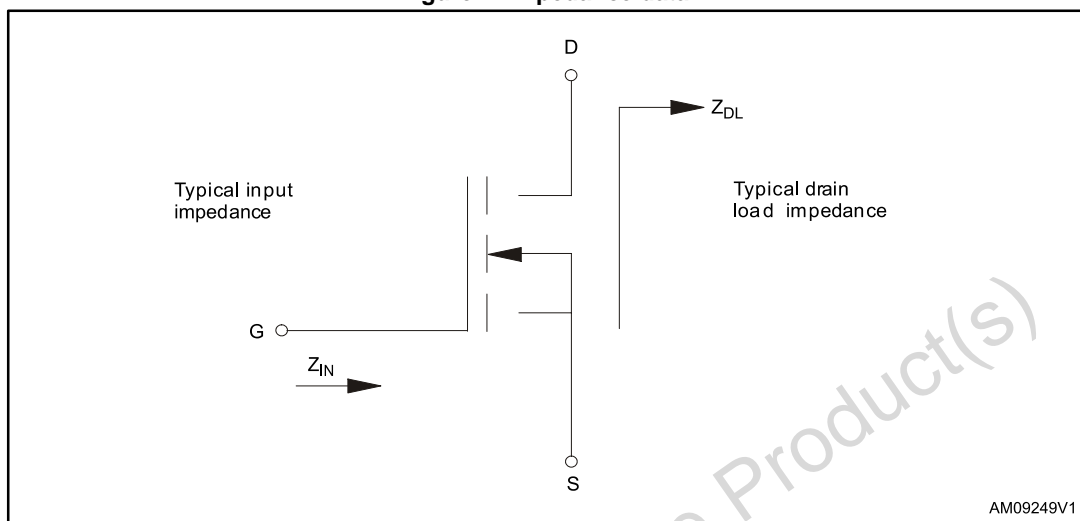 D
Z_DL
Typical input
impedance
Typical drain
load impedance
G
Z_IN
S
Product(s)
AM09249V1